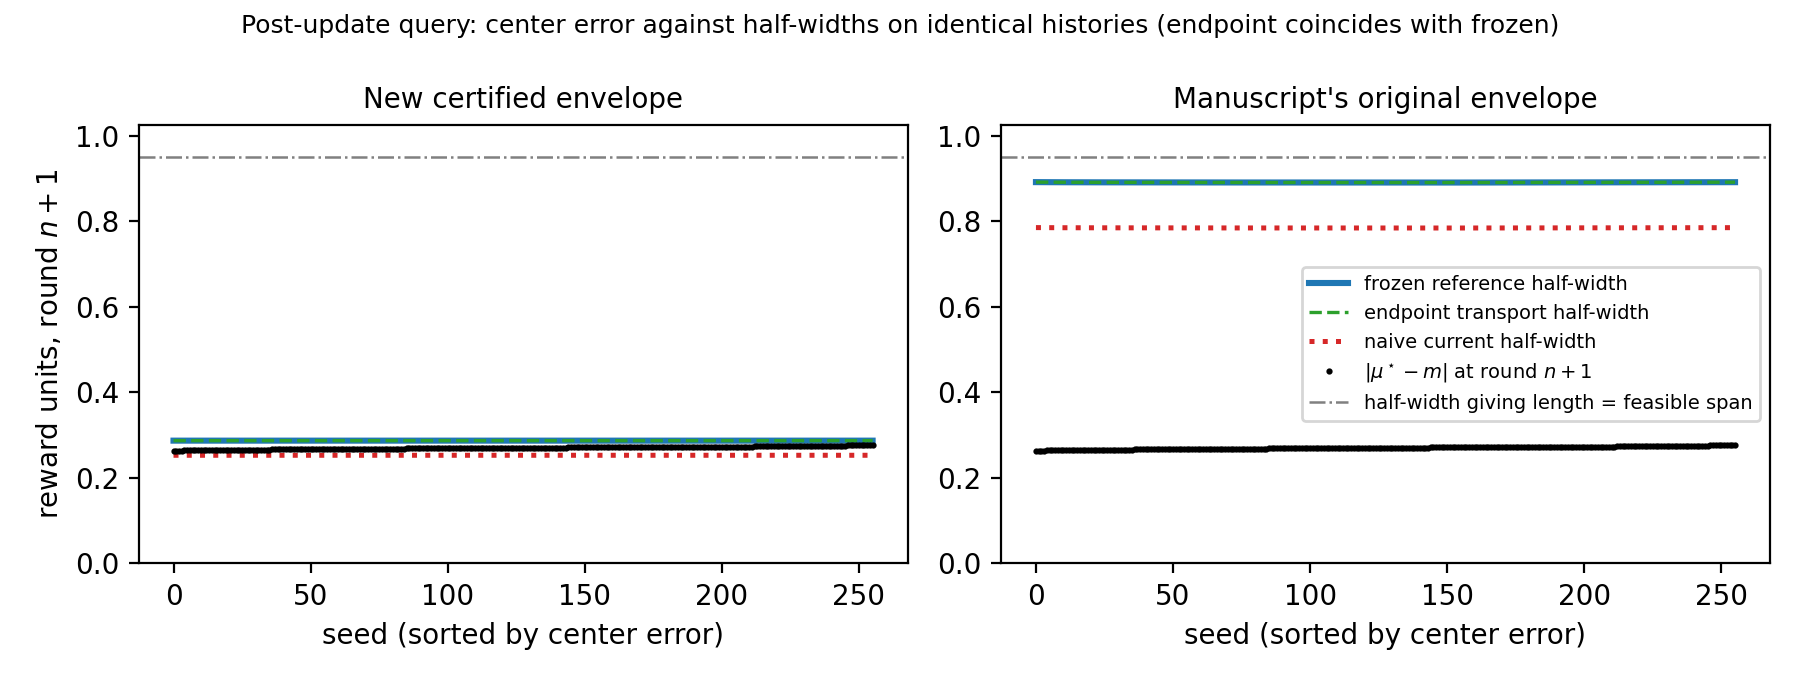 Post-update query: center error against half-widths on identical histories (endpoint coincides with frozen)
New certified envelope
reward units, round n + 1
1.0
0.8
0.6
0.4
0.2
0.0
0
50
100
150
200
250
seed (sorted by center error)
Manuscript's original envelope
1.0
0.8
0.6
0.4
0.2
0.0
frozen reference half-width
endpoint transport half-width
naive current half-width
|μ⋆ − m| at round n + 1
half-width giving length = feasible span
0
50
100
150
200
250
seed (sorted by center error)